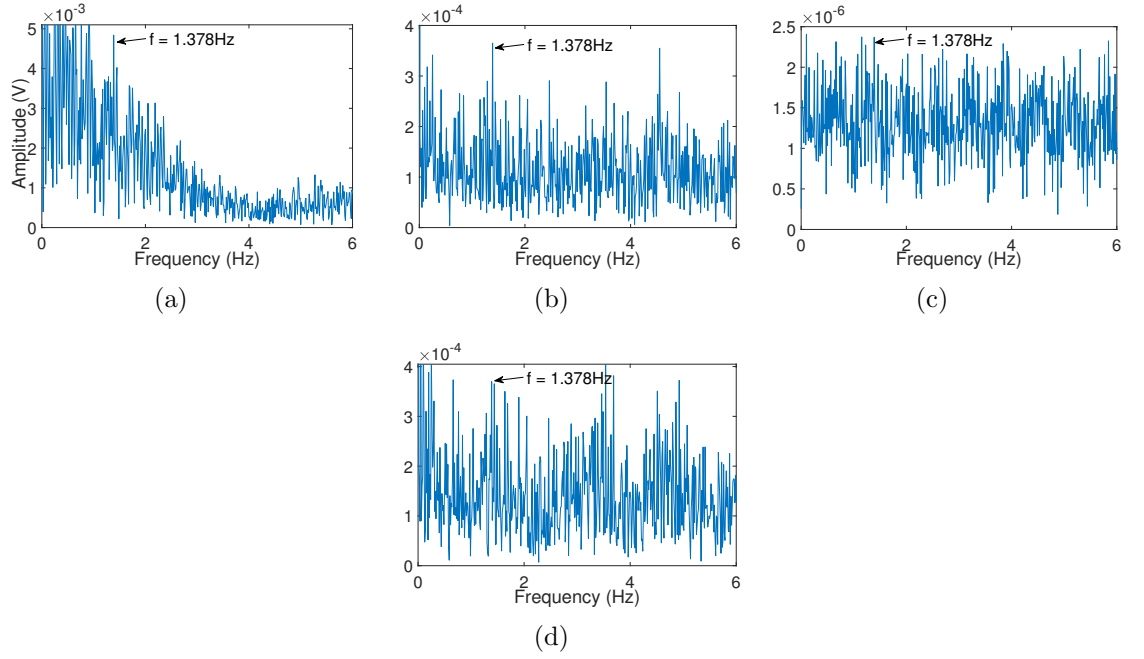 ×10⁻³
5
4
3
2
1
0
Amplitude (V)
f = 1.378Hz
0 2 4 6
Frequency (Hz)
(a)
×10⁻⁴
4
3
2
1
0
f = 1.378Hz
0 2 4 6
Frequency (Hz)
(b)
×10⁻⁶
2.5
2
1.5
1
0.5
0
f = 1.378Hz
0 2 4 6
Frequency (Hz)
(c)
×10⁻⁴
4
3
2
1
0
f = 1.378Hz
0 2 4 6
Frequency (Hz)
(d)